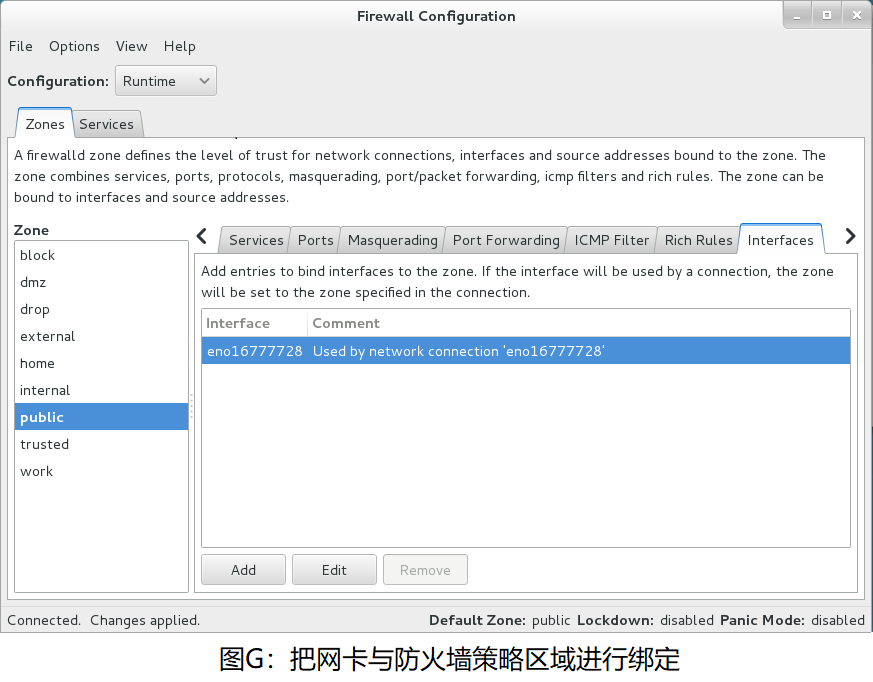 Firewall Configuration
File Options View Help
Configuration: Runtime
Zones Services
A firewalld zone defines the level of trust for network connections, interfaces and source addresses bound to the zone. The
zone combines services, ports, protocols, masquerading, port/packet forwarding, icmp filters and rich rules. The zone can be
bound to interfaces and source addresses.
Zone
block
dmz
drop
external
home
internal
public
trusted
work
Services Ports Masquerading Port Forwarding ICMP Filter Rich Rules Interfaces
Add entries to bind interfaces to the zone. If the interface will be used by a connection, the zone
will be set to the zone specified in the connection.
Interface Comment
eno16777728 Used by network connection 'eno16777728'
Add Edit Remove
Connected. Changes applied.
Default Zone: public Lockdown: disabled Panic Mode: disabled
图G：把网卡与防火墙策略区域进行绑定